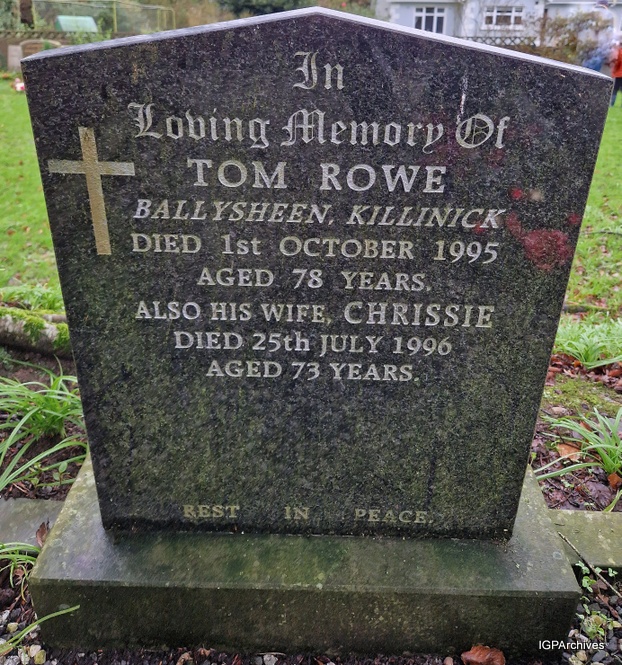 In
Loving Memory Of
TOM ROWE
BALLYSHEEN, KILLINICK
DIED 1st OCTOBER 1995
AGED 78 YEARS.
ALSO HIS WIFE, CHRISSIE
DIED 25th JULY 1996
AGED 73 YEARS.
REST IN PEACE.
IGPArchives